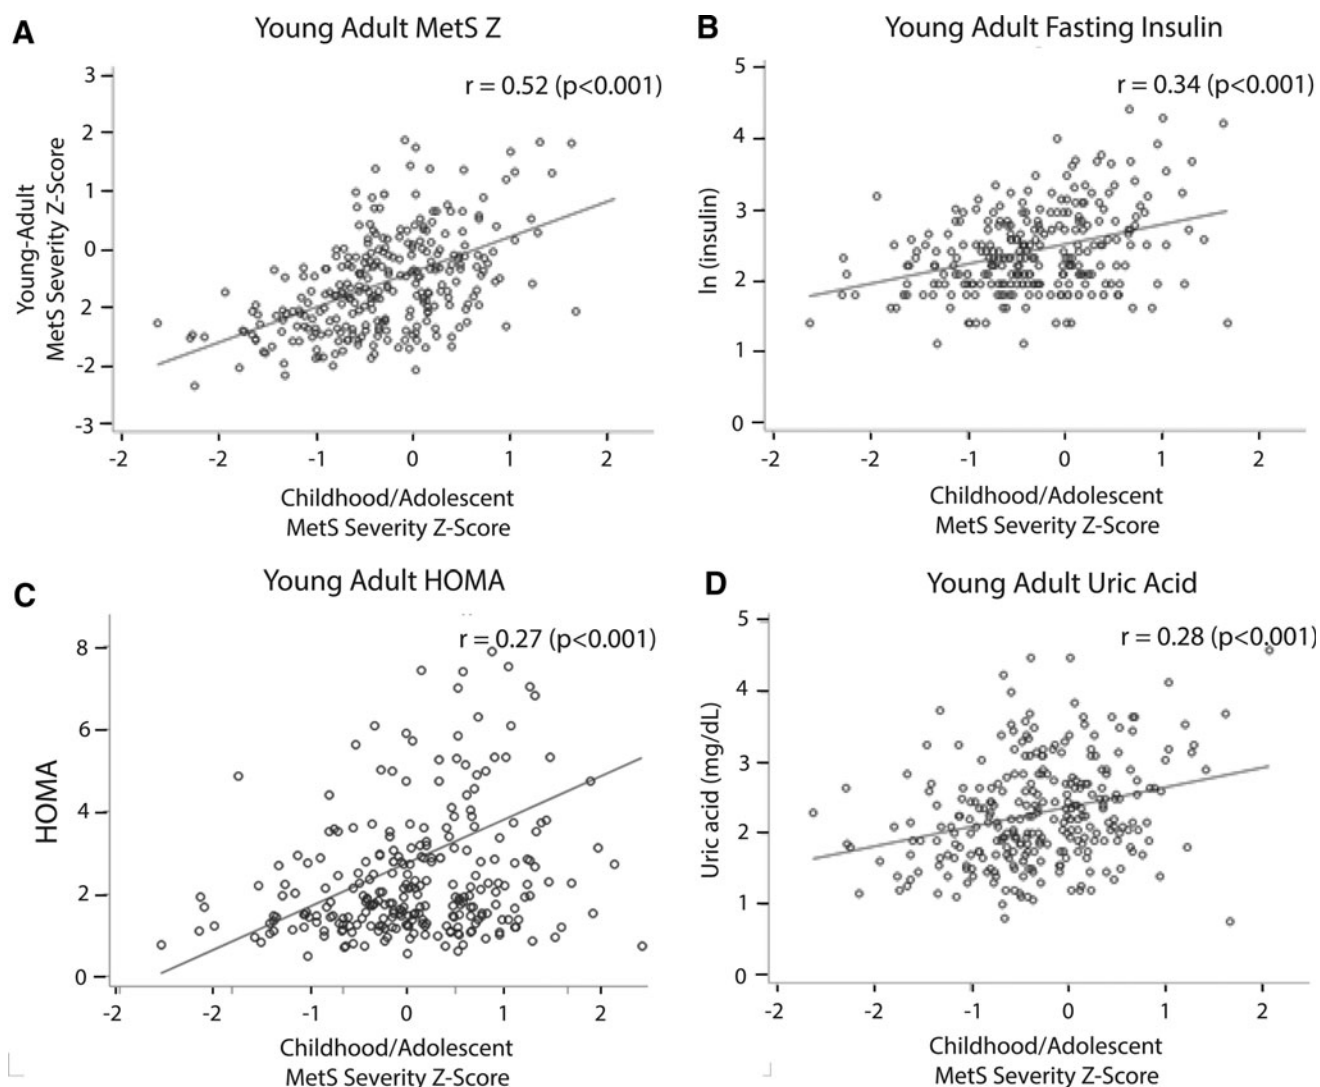 A
Young Adult MetS Z
r = 0.52 (p<0.001)
Young-Adult
MetS Severity Z-Score
3
2
1
0
2
-2
-3
-2
-2
-1
0
1
2
Childhood/Adolescent
MetS Severity Z-Score
B
Young Adult Fasting Insulin
r = 0.34 (p<0.001)
ln (insulin)
5
4
3
2
1
0
-2
-2
-1
0
1
2
Childhood/Adolescent
MetS Severity Z-Score
C
Young Adult HOMA
r = 0.27 (p<0.001)
HOMA
8
6
4
2
0
-2
-2
-1
0
1
2
Childhood/Adolescent
MetS Severity Z-Score
D
Young Adult Uric Acid
r = 0.28 (p<0.001)
Uric acid (mg/dL)
5
4
3
2
1
0
-2
-2
-1
0
1
2
Childhood/Adolescent
MetS Severity Z-Score